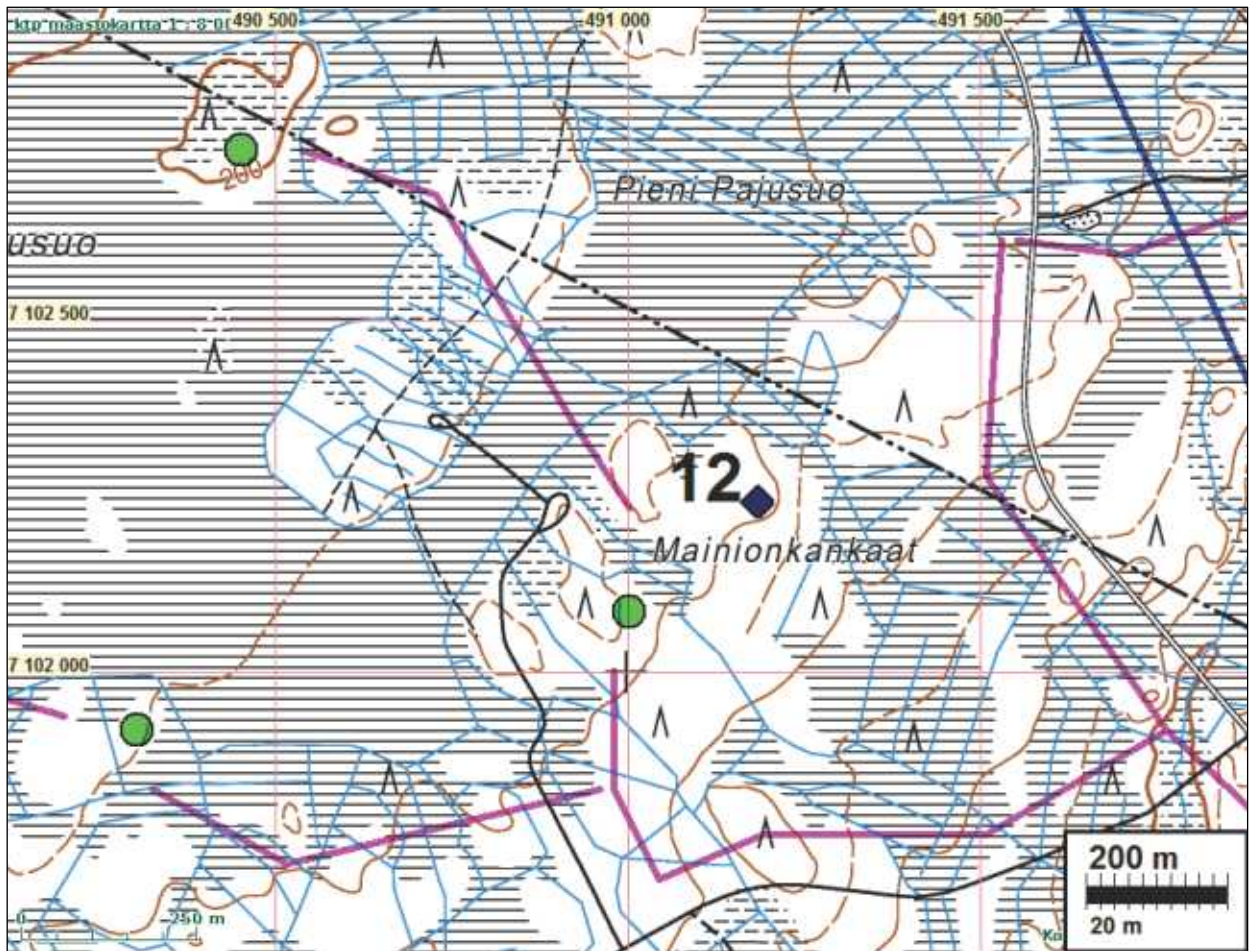 ktp maastokartta 1 : 8 0
490 500
491 000
491 500
200
Pieni Pajusuo
usuo
7 102 500
12
Mainionkankaat
7 102 000
200 m
20 m
0 250 m
Ko